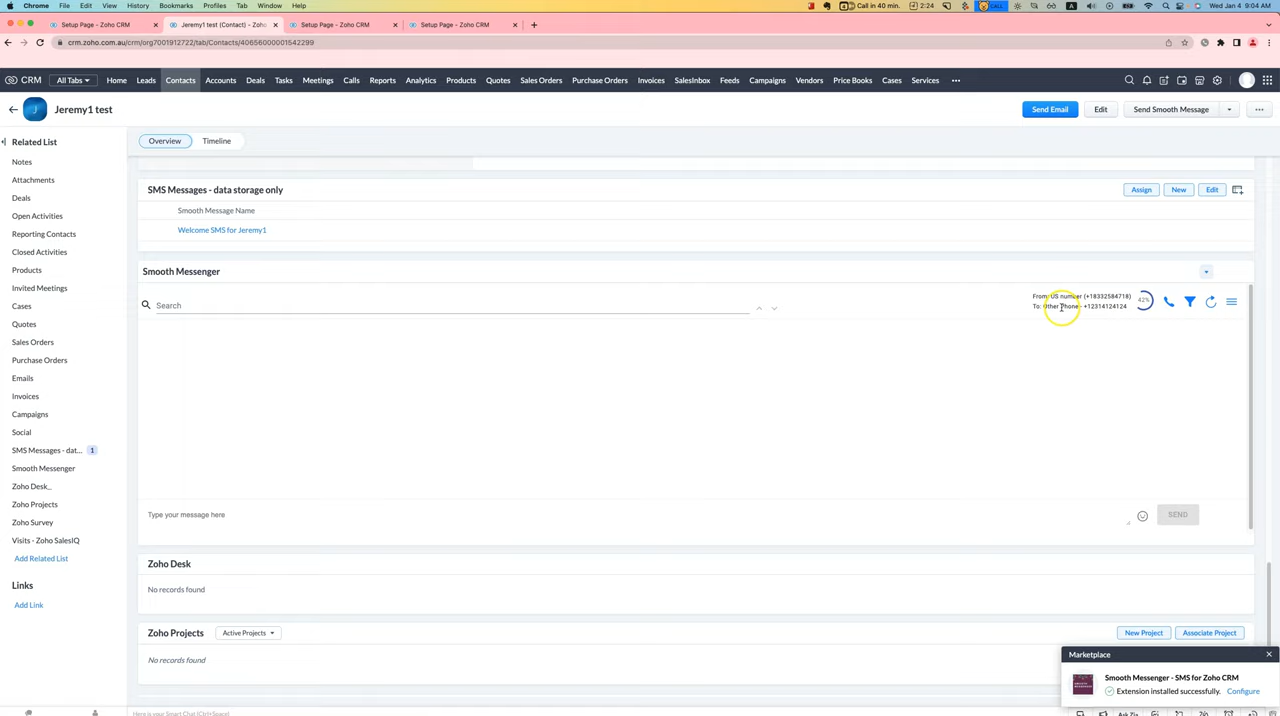 Chrome File Edit View History Bookmarks Profiles Tab Window Help CALL Call in 40 min. 2:24 A Wed Jan 4 9:04 AM
Setup Page - Zoho CRM Jeremy1 test (Contact) - Zoho Setup Page - Zoho CRM Setup Page - Zoho CRM
crm.zoho.com.au/crm/org7001912722/tab/Contacts/40656000001542299
CRM All Tabs Home Leads Contacts Accounts Deals Tasks Meetings Calls Reports Analytics Products Quotes Sales Orders Purchase Orders Invoices SalesInbox Feeds Campaigns Vendors Price Books Cases Services
J Jeremy1 test Send Email Edit Send Smooth Message
Related List
Notes
Attachments
Deals
Open Activities
Reporting Contacts
Closed Activities
Products
Invited Meetings
Cases
Quotes
Sales Orders
Purchase Orders
Emails
Invoices
Campaigns
Social
SMS Messages - dat... 1
Smooth Messenger
Zoho Desk_
Zoho Projects
Zoho Survey
Visits - Zoho SalesIQ
Add Related List
Links
Add Link
Overview Timeline
SMS Messages - data storage only Assign New Edit
Smooth Message Name
Welcome SMS for Jeremy1
Smooth Messenger
Search
From: US number (+18332584718)
To: Other Phone - +12314124124
42%
Type your message here SEND
Zoho Desk
No records found
Zoho Projects Active Projects New Project Associate Project
No records found
Marketplace
Smooth Messenger - SMS for Zoho CRM
Extension installed successfully. Configure
Here is your Smart Chat (Ctrl+Space) Ask Zia